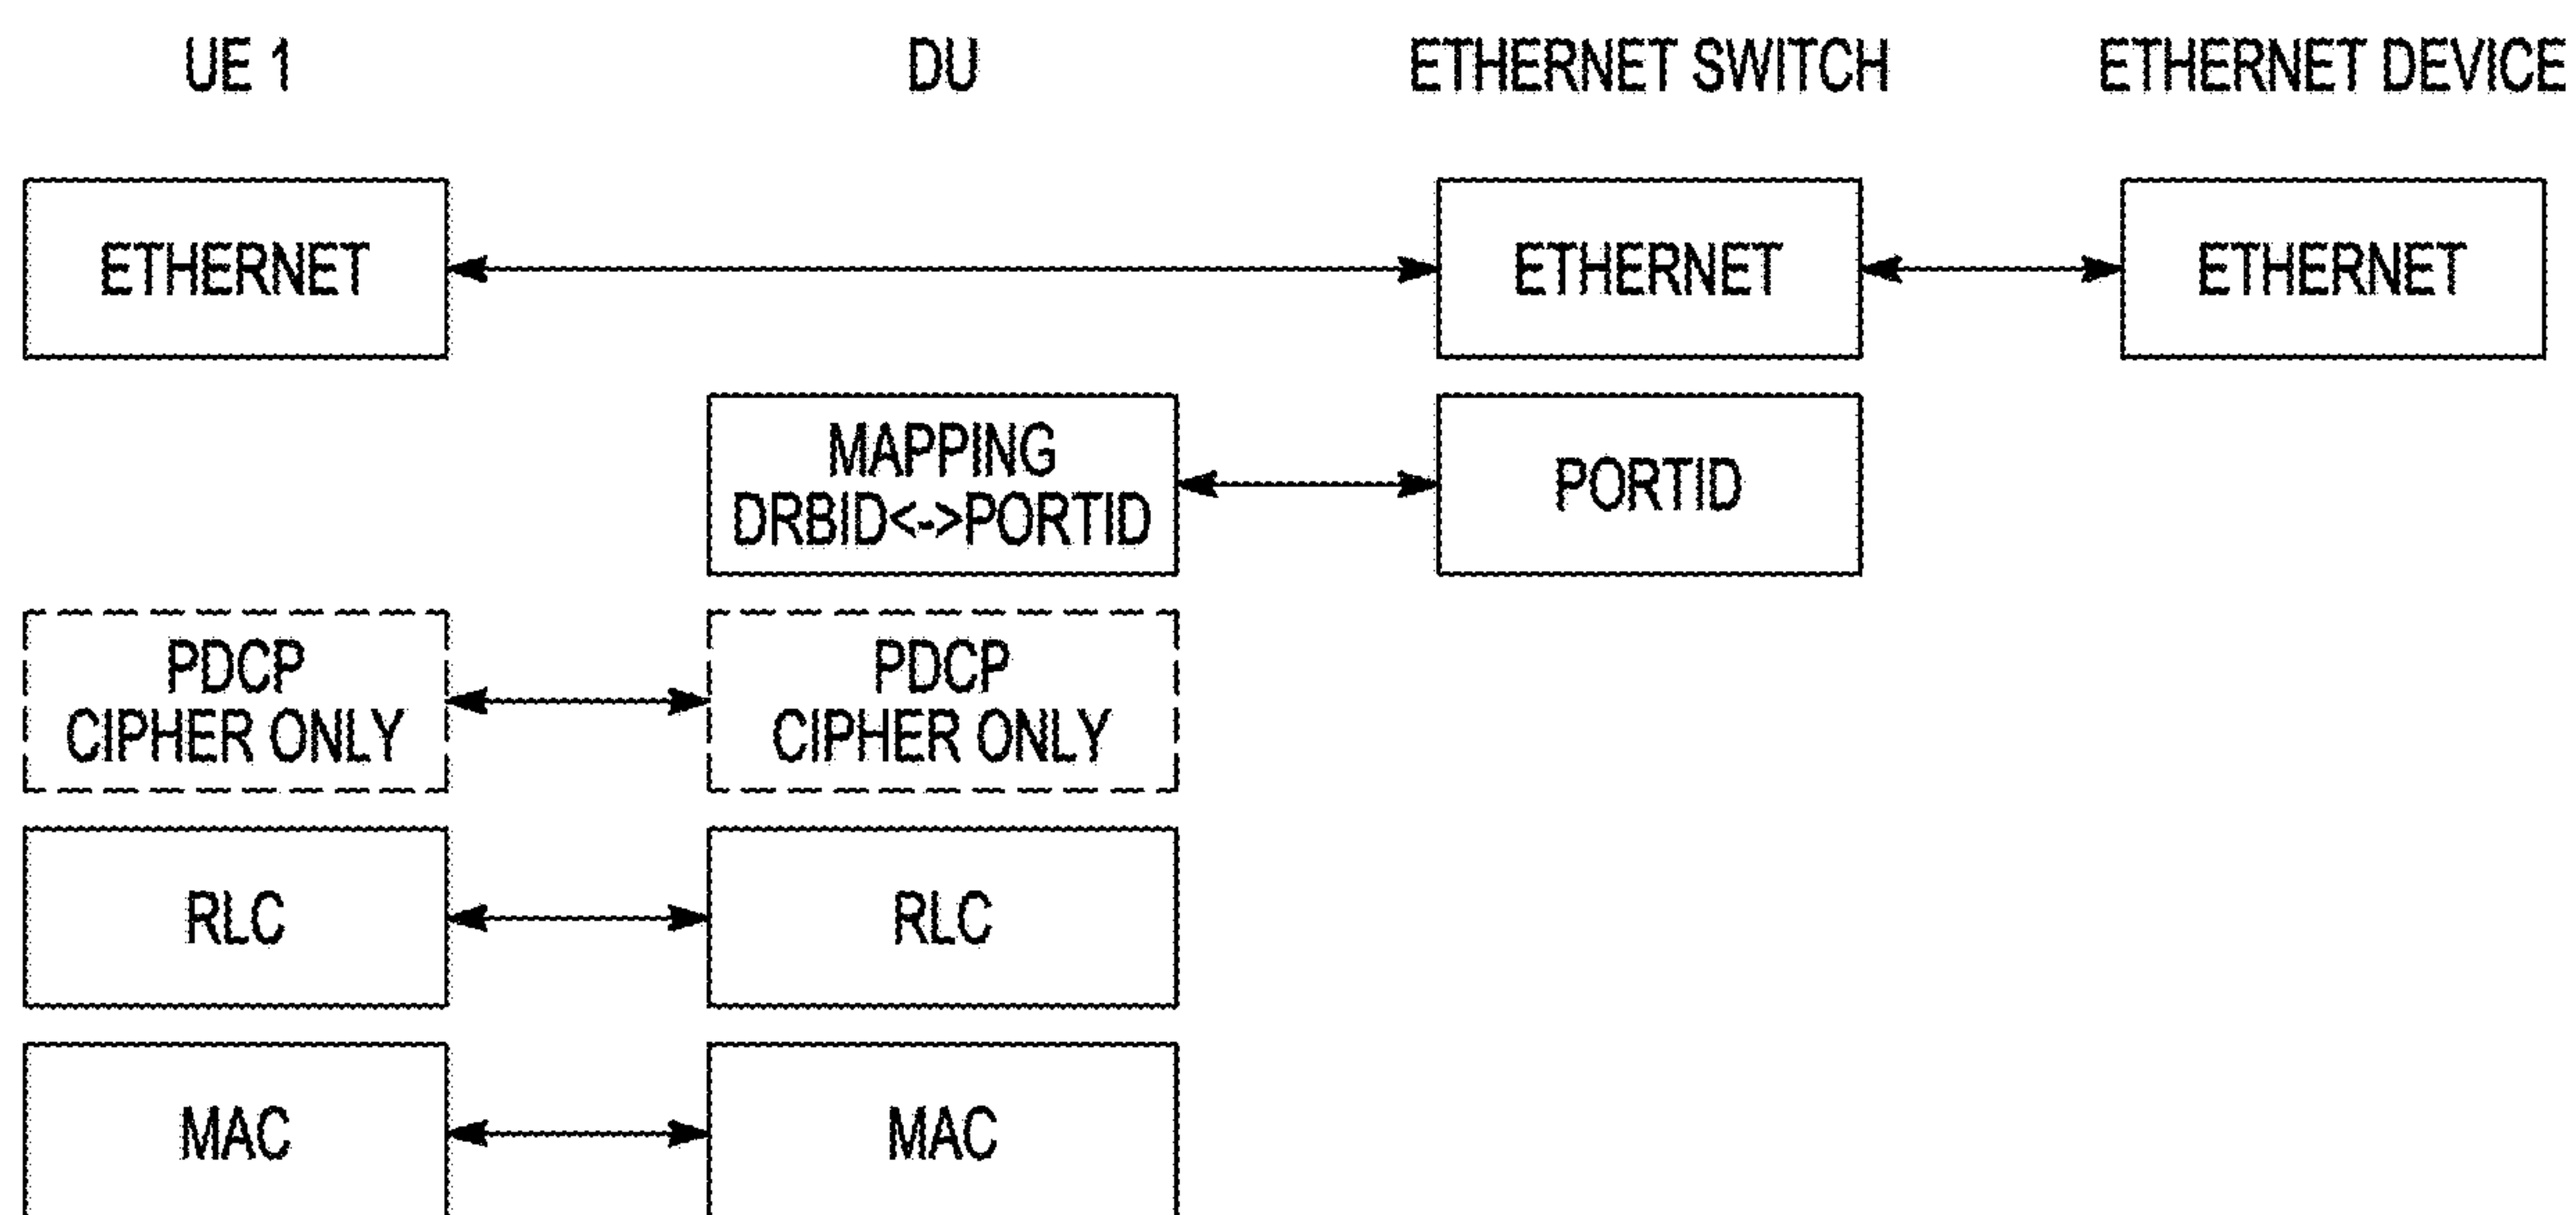 UE 1
DU
ETHERNET SWITCH
ETHERNET DEVICE
ETHERNET
ETHERNET
ETHERNET
MAPPING
DRBID<->PORTID
PORTID
PDCP
CIPHER ONLY
PDCP
CIPHER ONLY
RLC
RLC
MAC
MAC